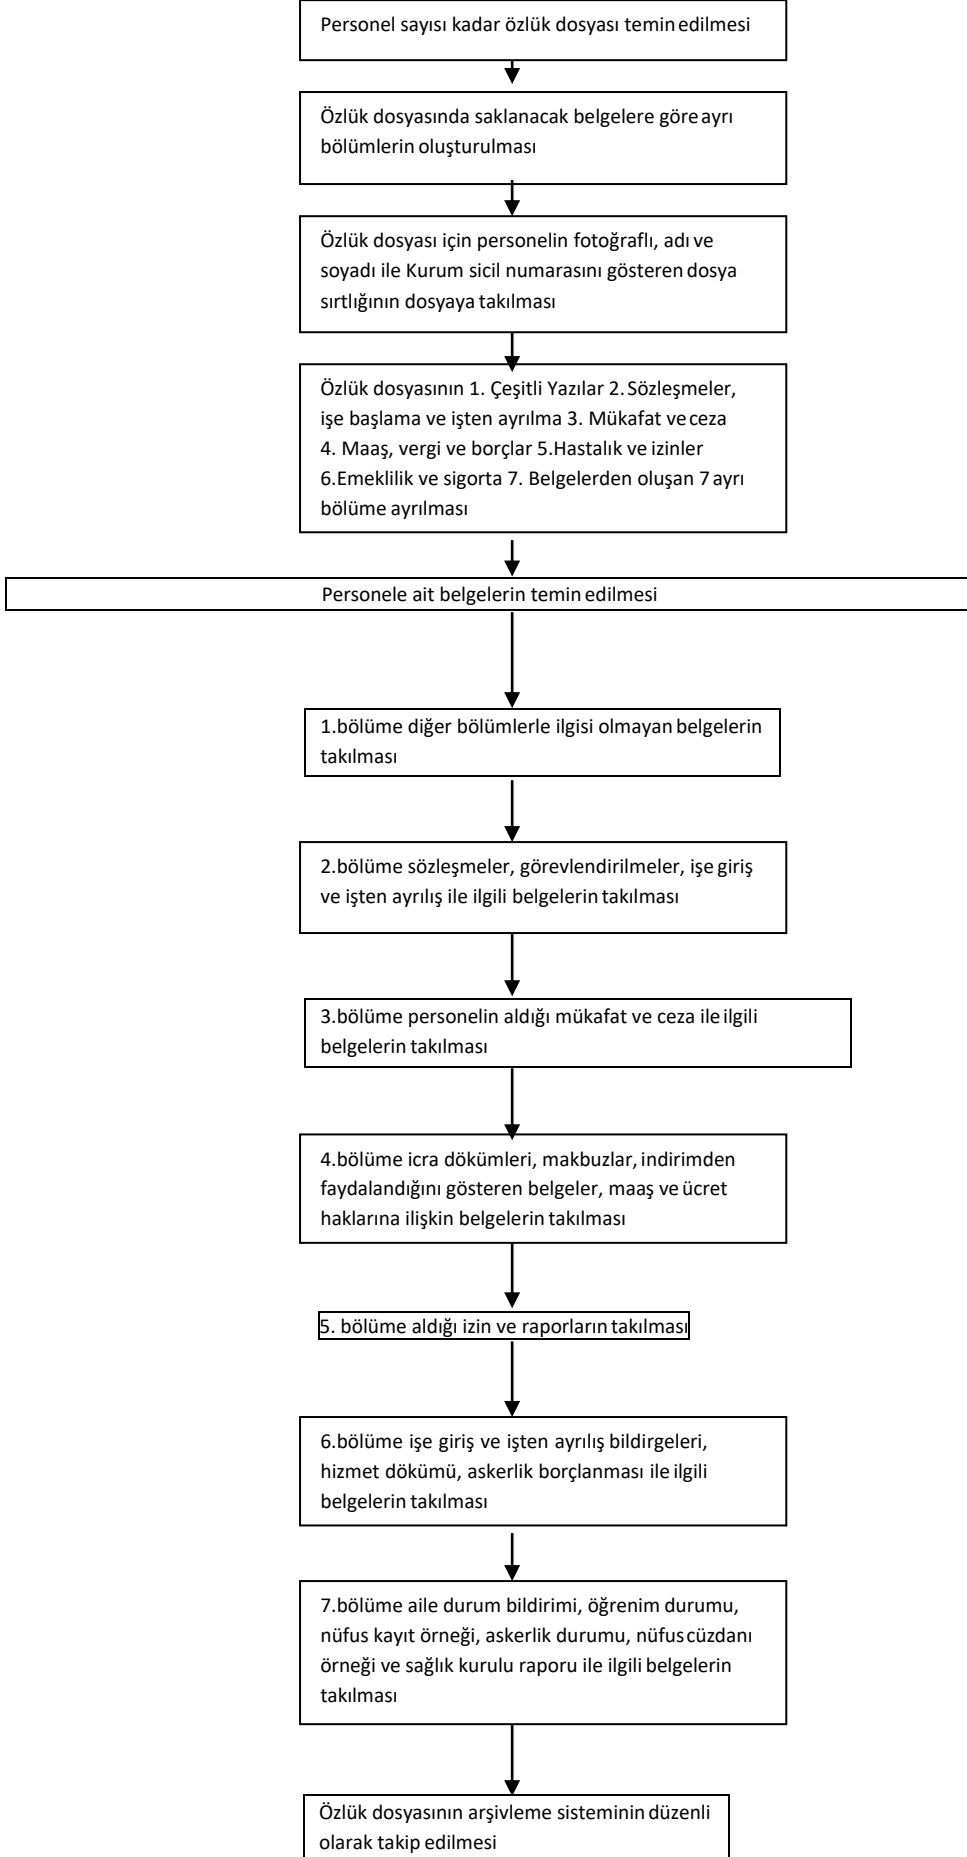 Personel sayısı kadar özlük dosyası temin edilmesi
Özlük dosyasında saklanacak belgelere göre ayrı
bölümlerin oluşturulması
Özlük dosyası için personelin fotoğraflı, adı ve
soyadı ile Kurum sicil numarasını gösteren dosya
sırtlığının dosyaya takılması
Özlük dosyasının 1. Çeşitli Yazılar 2. Sözleşmeler,
işe başlama ve işten ayrılma 3. Mükafat ve ceza
4. Maaş, vergi ve borçlar 5.Hastalık ve izinler
6.Emeklilik ve sigorta 7. Belgelerden oluşan 7 ayrı
bölüme ayrılması
Personele ait belgelerin temin edilmesi
1.bölüme diğer bölümlerle ilgisi olmayan belgelerin
takılması
2.bölüme sözleşmeler, görevlendirilmeler, işe giriş
ve işten ayrılış ile ilgili belgelerin takılması
3.bölüme personelin aldığı mükafat ve ceza ile ilgili
belgelerin takılması
4.bölüme icra dökümleri, makbuzlar, indirimden
faydalandığını gösteren belgeler, maaş ve ücret
haklarına ilişkin belgelerin takılması
5. bölüme aldığı izin ve raporların takılması
6.bölüme işe giriş ve işten ayrılış bildirgeleri,
hizmet dökümü, askerlik borçlanması ile ilgili
belgelerin takılması
7.bölüme aile durum bildirimi, öğrenim durumu,
nüfus kayıt örneği, askerlik durumu, nüfus cüzdanı
örneği ve sağlık kurulu raporu ile ilgili belgelerin
takılması
Özlük dosyasının arşivleme sisteminin düzenli
olarak takip edilmesi